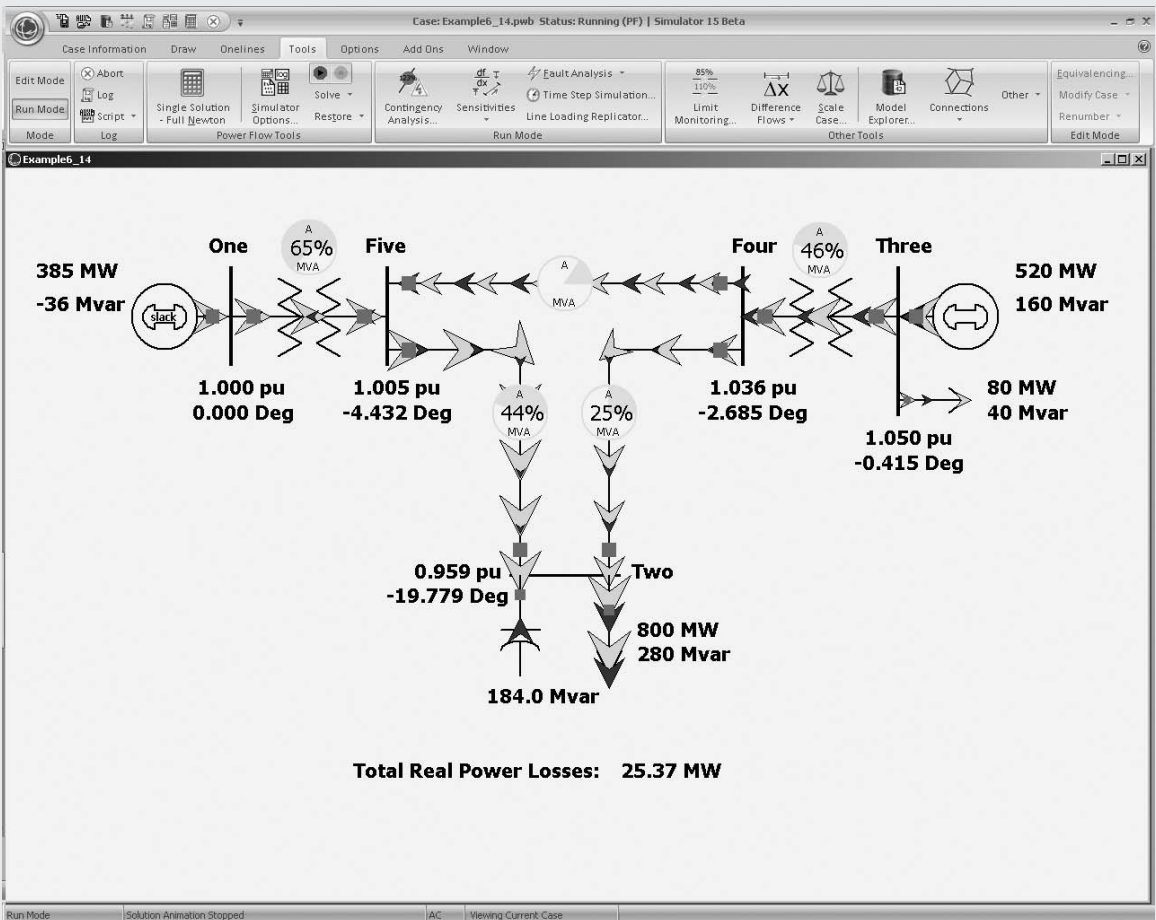 Case: Example6_14.pwb Status: Running (PF) | Simulator 15 Beta
Case Information Draw Onelines Tools Options Add Ons Window
Edit Mode
Run Mode
Mode
Abort
Log
Script
Log
Single Solution
- Full Newton
Simulator
Options...
Solve
Restore
Power Flow Tools
Contingency
Analysis...
Sensitivities
Fault Analysis
Time Step Simulation...
Line Loading Replicator...
Run Mode
85%
110%
Limit
Monitoring...
ΔX
Difference
Flows
Scale
Case...
Model
Explorer...
Connections
Other
Other Tools
Equivalencing...
Modify Case
Renumber
Edit Mode
Example6_14
One
A
65%
MVA
Five
A
MVA
Four
A
46%
MVA
Three
385 MW
-36 Mvar
slack
520 MW
160 Mvar
1.000 pu
0.000 Deg
1.005 pu
-4.432 Deg
A
44%
MVA
A
25%
MVA
1.036 pu
-2.685 Deg
80 MW
40 Mvar
1.050 pu
-0.415 Deg
0.959 pu
-19.779 Deg
Two
800 MW
280 Mvar
184.0 Mvar
Total Real Power Losses: 25.37 MW
Run Mode Solution Animation Stopped AC Viewing Current Case